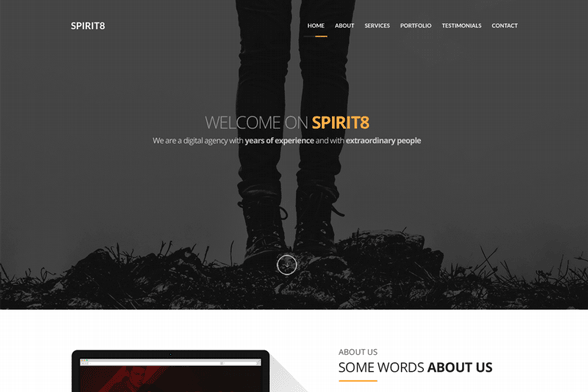 SPIRIT8
HOME ABOUT SERVICES PORTFOLIO TESTIMONIALS CONTACT
WELCOME ON SPIRIT8
We are a digital agency with years of experience and with extraordinary people
ABOUT US
SOME WORDS ABOUT US